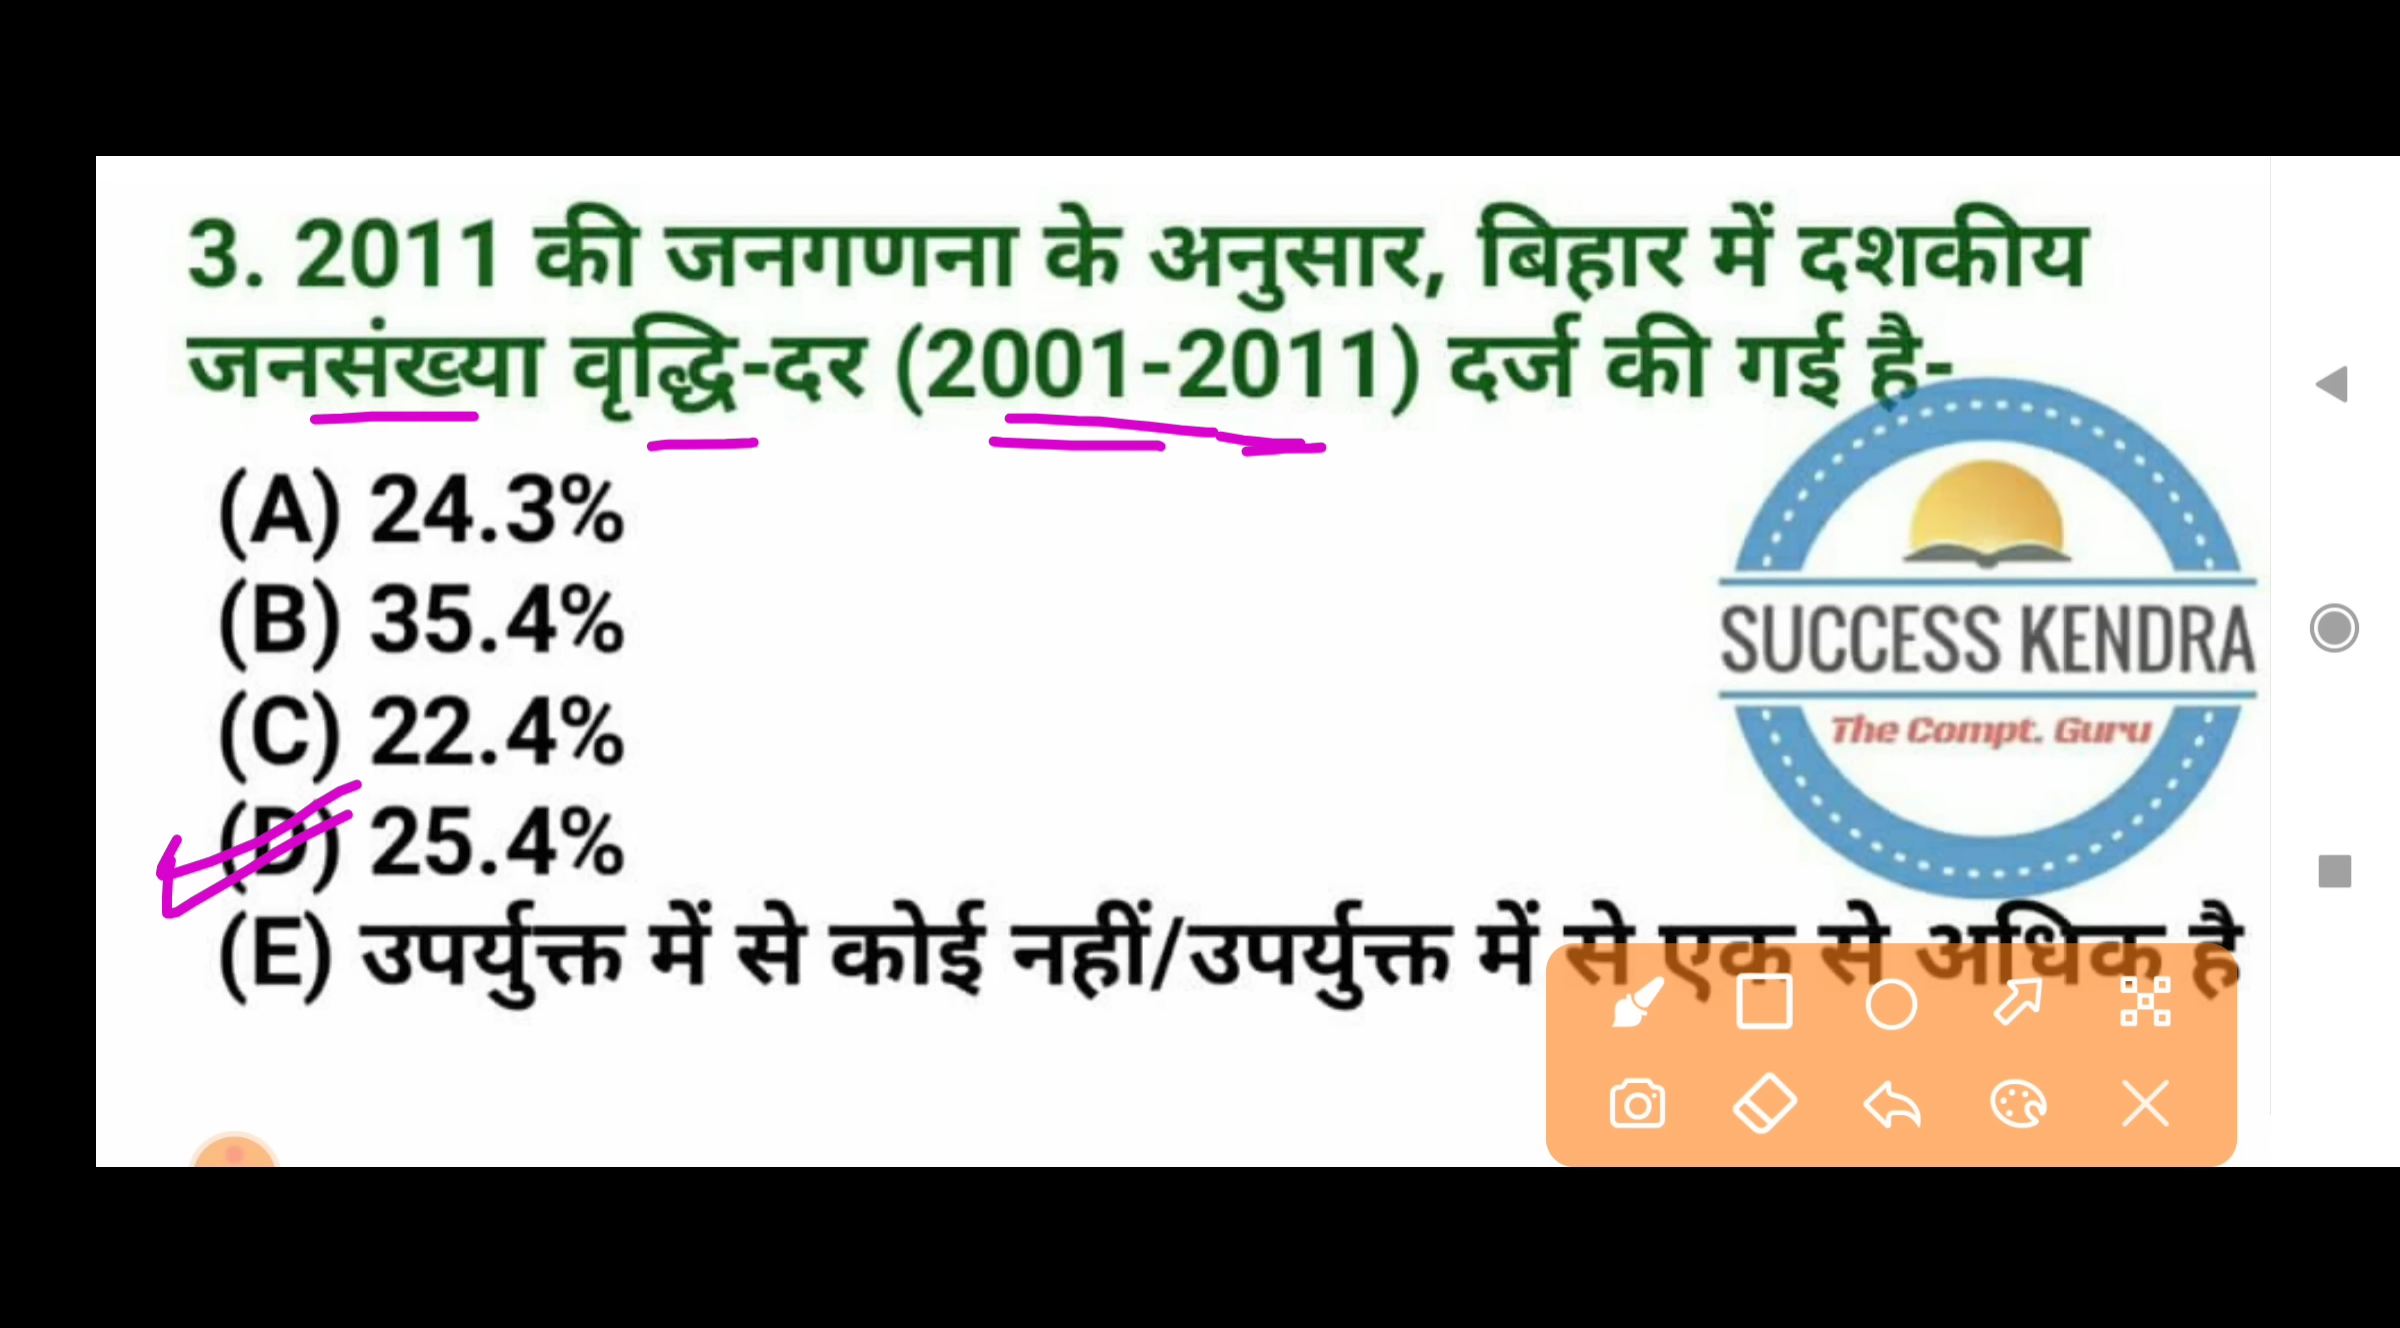 3. 2011 की जनगणना के अनुसार, बिहार में दशकीय
जनसंख्या वृद्धि-दर (2001-2011) दर्ज की गई है-
(A) 24.3%
(B) 35.4%
(C) 22.4%
(D) 25.4%
(E) उपर्युक्त में से कोई नहीं/उपर्युक्त में से एक से अधिक है
SUCCESS KENDRA
The Compt. Guru